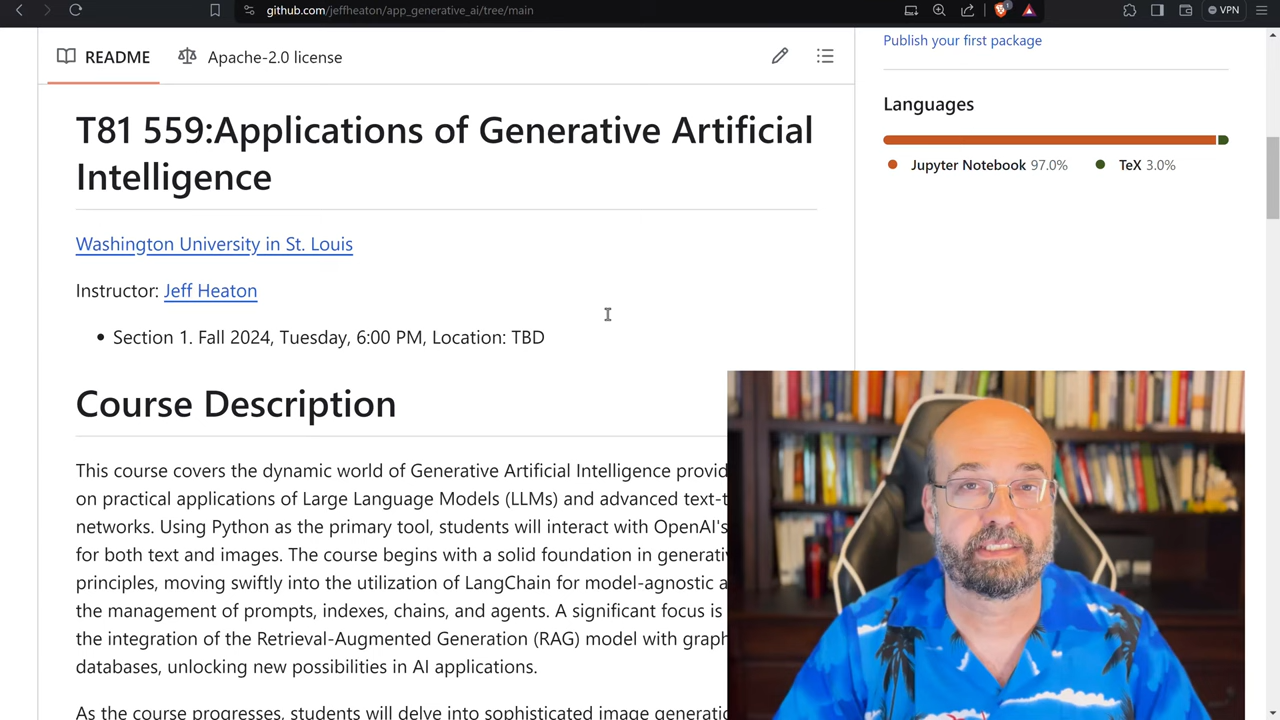 github.com/jeffheaton/app_generative_ai/tree/main
VPN
README
Apache-2.0 license
T81 559:Applications of Generative Artificial
Intelligence
Washington University in St. Louis
Instructor: Jeff Heaton
• Section 1. Fall 2024, Tuesday, 6:00 PM, Location: TBD
Course Description
This course covers the dynamic world of Generative Artificial Intelligence
on practical application of Large Language Models (LLMs) and advanced
networks. Using Python as the primary tool, students will interact with OpenAI's
for both text and images. The course begins with a solid foundation in
principles, moving swiftly into the utilization of LangChain for model-agnostic
the management of prompts, indexes, chains, and agents. A significant focus is
the integration of the Retrieval-Augmented Generation (RAG) model with
databases, unlocking new possibilities in AI applications.
As the course progresses, students will delve into sophisticated image
Publish your first package
Languages
Jupyter Notebook 97.0%
TeX 3.0%